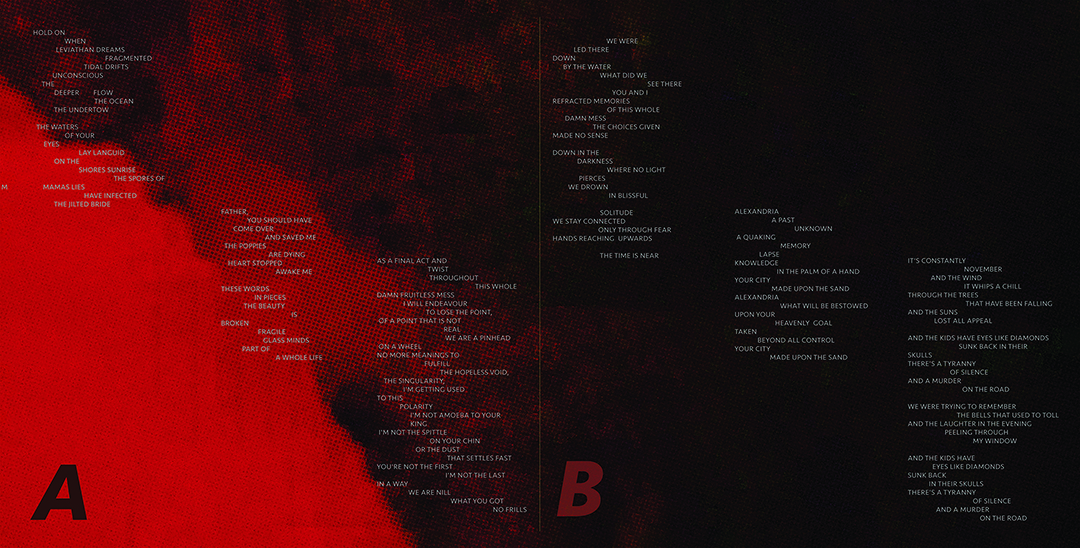 HOLD ON
WHEN
LEVIATHAN DREAMS
FRAGMENTED
TIDAL DRIFTS
UNCONSCIOUS
THE
DEEPER FLOW
THE OCEAN
THE UNDERTOW
THE WATERS
OF YOUR
EYES
LAY LANGUID
ON THE
SHORES SUNRISE
THE SPORES OF
M MAMAS LIES
HAVE INFECTED
THE JILTED BRIDE
FATHER,
YOU SHOULD HAVE
COME OVER
AND SAVED ME
THE POPPIES
ARE DYING
HEART STOPPED
AWAKE ME
THESE WORDS
IN PIECES
THE BEAUTY
IS
BROKEN
FRAGILE
GLASS MINDS
PART OF
A WHOLE LIFE
AS A FINAL ACT AND
TWIST
THROUGHOUT
THIS WHOLE
DAMN FRUITLESS MESS
I WILL ENDEAVOUR
TO LOSE THE POINT,
OF A POINT THAT IS NOT
REAL
WE ARE A PINHEAD
ON A WHEEL
NO MORE MEANINGS TO
FULFILL
THE HOPELESS VOID,
THE SINGULARITY,
I'M GETTING USED
TO THIS
POLARITY
I'M NOT AMOEBA TO YOUR
KING
I'M NOT THE SPITTLE
ON YOUR CHIN
OR THE DUST
THAT SETTLES FAST
YOU'RE NOT THE FIRST
I'M NOT THE LAST
IN A WAY
WE ARE NILL
WHAT YOU GOT
NO FRILLS
A
WE WERE
LED THERE
DOWN
BY THE WATER
WHAT DID WE
SEE THERE
YOU AND I
REFRACTED MEMORIES
OF THIS WHOLE
DAMN MESS
THE CHOICES GIVEN
MADE NO SENSE
DOWN IN THE
DARKNESS
WHERE NO LIGHT
PIERCES
WE DROWN
IN BLISSFUL
SOLITUDE
WE STAY CONNECTED
ONLY THROUGH FEAR
HANDS REACHING UPWARDS
THE TIME IS NEAR
ALEXANDRIA
A PAST
UNKNOWN
A QUAKING
MEMORY
LAPSE
KNOWLEDGE
IN THE PALM OF A HAND
YOUR CITY
MADE UPON THE SAND
ALEXANDRIA
WHAT WILL BE BESTOWED
UPON YOUR
HEAVENLY GOAL
TAKEN
BEYOND ALL CONTROL
YOUR CITY
MADE UPON THE SAND
IT'S CONSTANTLY
NOVEMBER
AND THE WIND
IT WHIPS A CHILL
THROUGH THE TREES
THAT HAVE BEEN FALLING
AND THE SUNS
LOST ALL APPEAL
AND THE KIDS HAVE EYES LIKE DIAMONDS
SUNK BACK IN THEIR
SKULLS
THERE'S A TYRANNY
OF SILENCE
AND A MURDER
ON THE ROAD
WE WERE TRYING TO REMEMBER
THE BELLS THAT USED TO TOLL
AND THE LAUGHTER IN THE EVENING
PEELING THROUGH
MY WINDOW
AND THE KIDS HAVE
EYES LIKE DIAMONDS
SUNK BACK
IN THEIR SKULLS
THERE'S A TYRANNY
OF SILENCE
AND A MURDER
ON THE ROAD
B